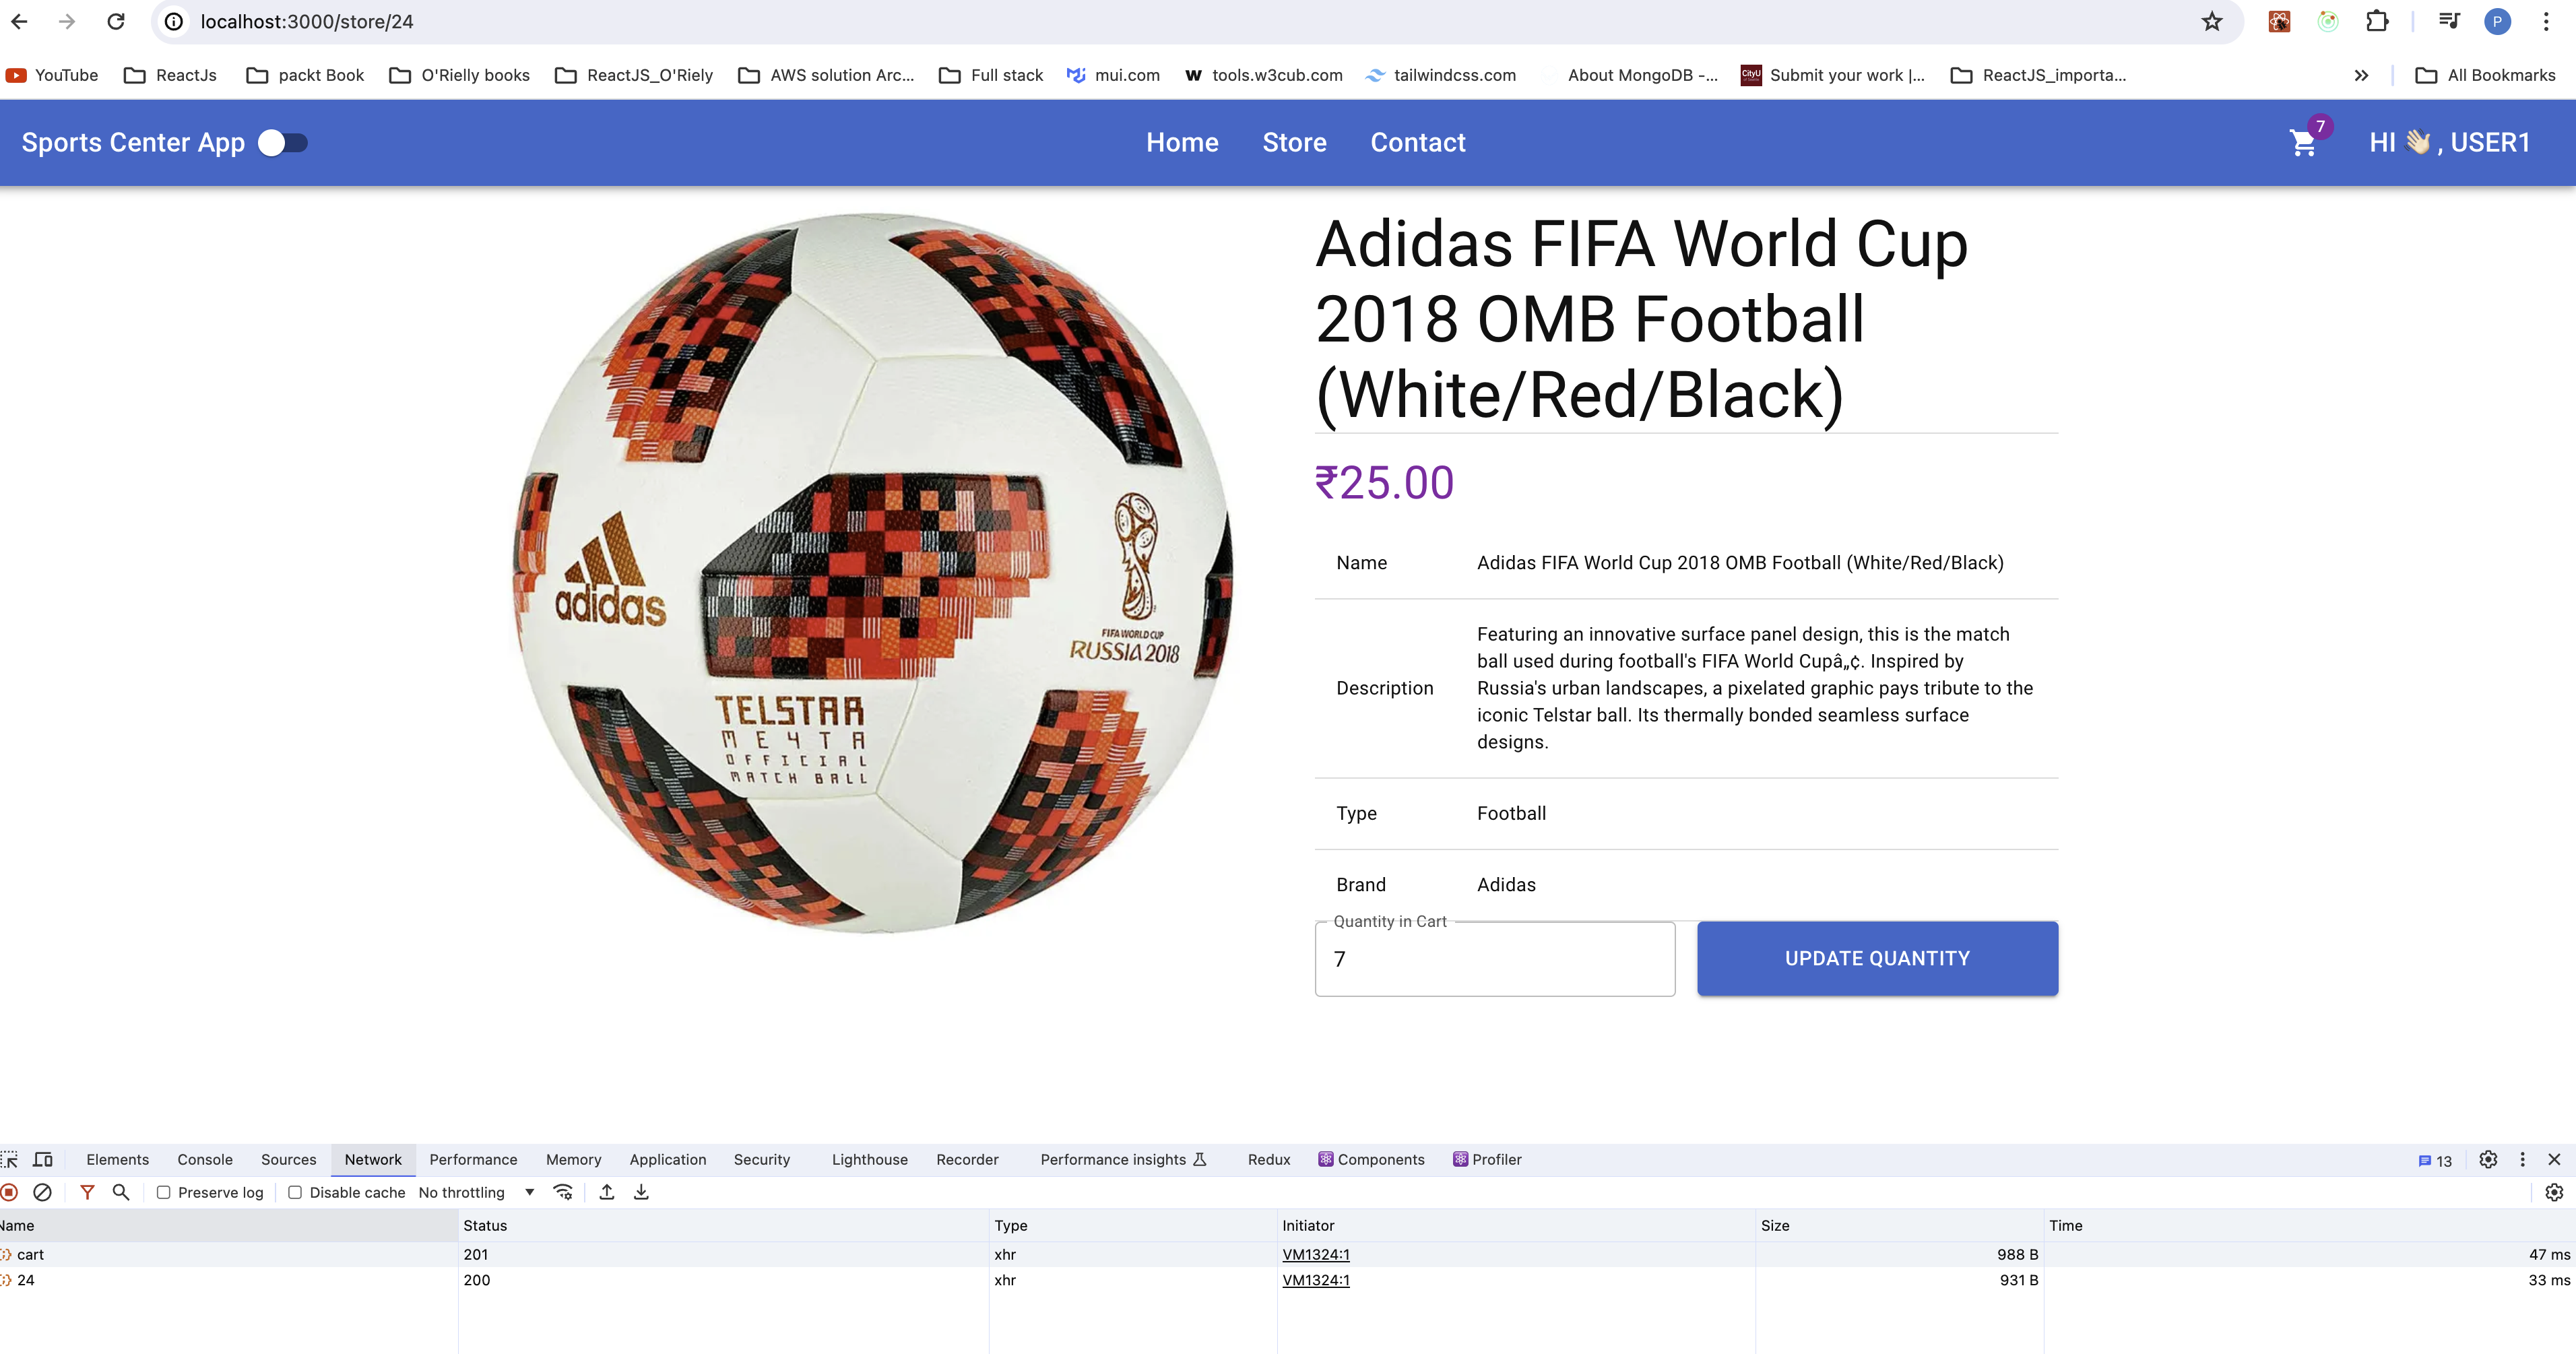 localhost:3000/store/24
P
YouTube
ReactJs
packt Book
O'Rielly books
ReactJS_O'Riely
AWS solution Arc...
Full stack
mui.com
W tools.w3cub.com
tailwindcss.com
About MongoDB -...
CityU Submit your work |...
ReactJS_importa...
All Bookmarks
Sports Center App
Home
Store
Contact
7
HI 👋🏻 , USER1
adidas
FIFA WORLD CUP
RUSSIA 2018
TELSTAR
МЕЧТА
OFFICIAL
MATCH BALL
Adidas FIFA World Cup
2018 OMB Football
(White/Red/Black)
₹25.00
Name
Adidas FIFA World Cup 2018 OMB Football (White/Red/Black)
Description
Featuring an innovative surface panel design, this is the match
ball used during football's FIFA World Cupâ„¢. Inspired by
Russia's urban landscapes, a pixelated graphic pays tribute to the
iconic Telstar ball. Its thermally bonded seamless surface
designs.
Type
Football
Brand
Adidas
Quantity in Cart
7
UPDATE QUANTITY
Elements
Console
Sources
Network
Performance
Memory
Application
Security
Lighthouse
Recorder
Performance insights
Redux
Components
Profiler
13
Preserve log
Disable cache
No throttling
Name
Status
Type
Initiator
Size
Time
cart
201
xhr
VM1324:1
988 B
47 ms
24
200
xhr
VM1324:1
931 B
33 ms